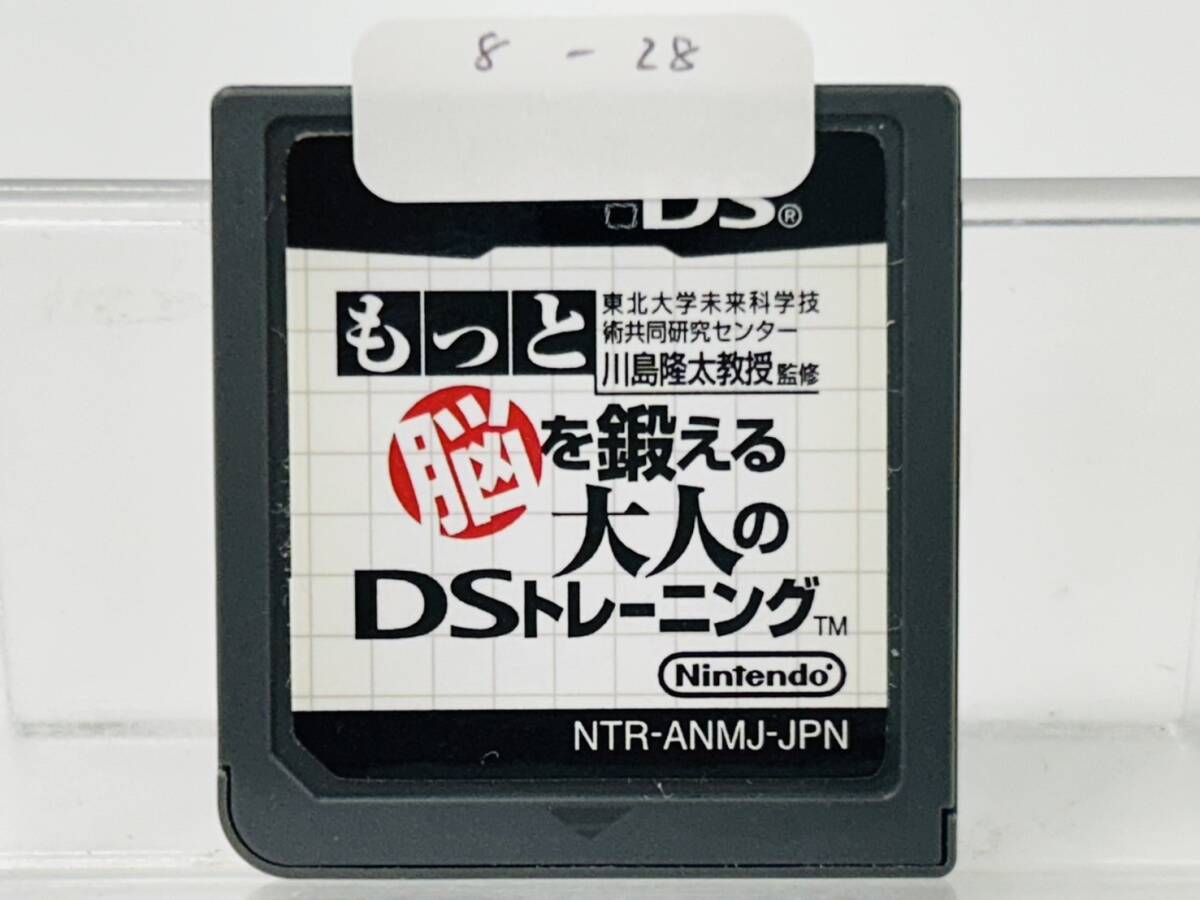 8 - 28
DS®
もっと
東北大学未来科学技
術共同研究センター
川島隆太教授監修
脳を鍛える
大人の
DSトレーニング™
Nintendo®
NTR-ANMJ-JPN